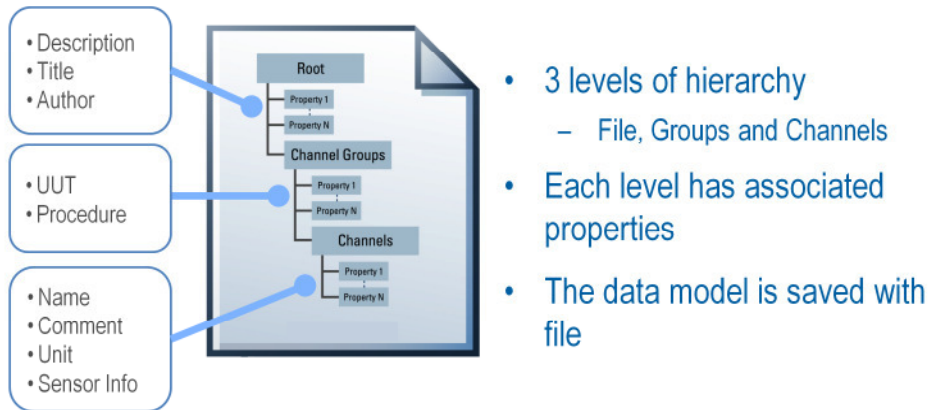 • Description
• Title
• Author
• UUT
• Procedure
• Name
• Comment
• Unit
• Sensor Info
Root
Property 1
Property N
Channel Groups
Property 1
Property N
Channels
Property 1
Property N
• 3 levels of hierarchy
– File, Groups and Channels
• Each level has associated
properties
• The data model is saved with
file